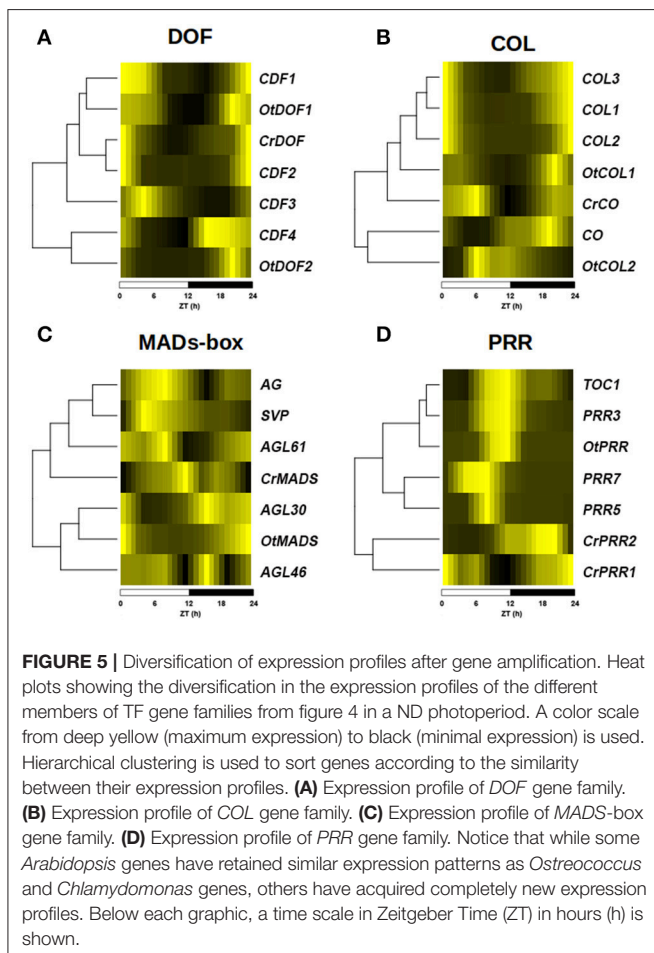 A
DOF
CDF1
OtDOF1
CrDOF
CDF2
CDF3
CDF4
OtDOF2
0 6 12 18 24
ZT (h)
B
COL
COL3
COL1
COL2
OtCOL1
CrCO
CO
OtCOL2
0 6 12 24
ZT (h)
C
MADs-box
AG
SVP
AGL61
CrMADS
AGL30
OtMADS
AGL46
0 6 12 24
ZT (h)
D
PRR
TOC1
PRR3
OtPRR
PRR7
PRR5
CrPRR2
CrPRR1
0 6 12 24
ZT (h)
FIGURE 5 | Diversification of expression profiles after gene amplification. Heat
plots showing the diversification in the expression profiles of the different
members of TF gene families from figure 4 in a ND photoperiod. A color scale
from deep yellow (maximum expression) to black (minimal expression) is used.
Hierarchical clustering is used to sort genes according to the similarity
between their expression profiles. (A) Expression profile of DOF gene family.
(B) Expression profile of COL gene family. (C) Expression profile of MADS-box
gene family. (D) Expression profile of PRR gene family. Notice that while some
Arabidopsis genes have retained similar expression patterns as Ostreococcus
and Chlamydomonas genes, others have acquired completely new expression
profiles. Below each graphic, a time scale in Zeitgeber Time (ZT) in hours (h) is
shown.